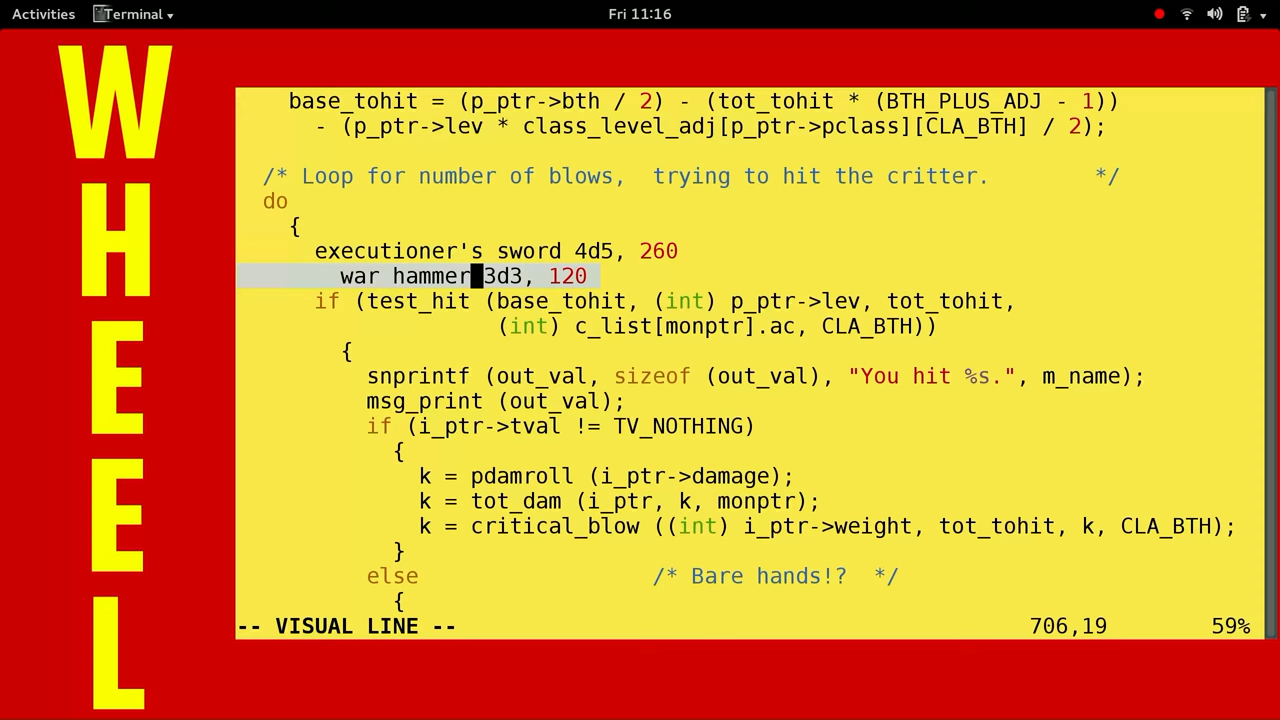 Activities Terminal Fri 11:16
WHEEL
base_tohit = (p_ptr->bth / 2) - (tot_tohit * (BTH_PLUS_ADJ - 1))
- (p_ptr->lev * class_level_adj[p_ptr->pclass][CLA_BTH] / 2);
/* Loop for number of blows,  trying to hit the critter.        */
do
{
executioner's sword 4d5, 260
war hammer 3d3, 120
if (test_hit (base_tohit, (int) p_ptr->lev, tot_tohit,
(int) c_list[monptr].ac, CLA_BTH))
{
snprintf (out_val, sizeof (out_val), "You hit %s.", m_name);
msg_print (out_val);
if (i_ptr->tval != TV_NOTHING)
{
k = pdamroll (i_ptr->damage);
k = tot_dam (i_ptr, k, monptr);
k = critical_blow ((int) i_ptr->weight, tot_tohit, k, CLA_BTH);
}
else                  /* Bare hands!?  */
{
-- VISUAL LINE -- 706,19 59%